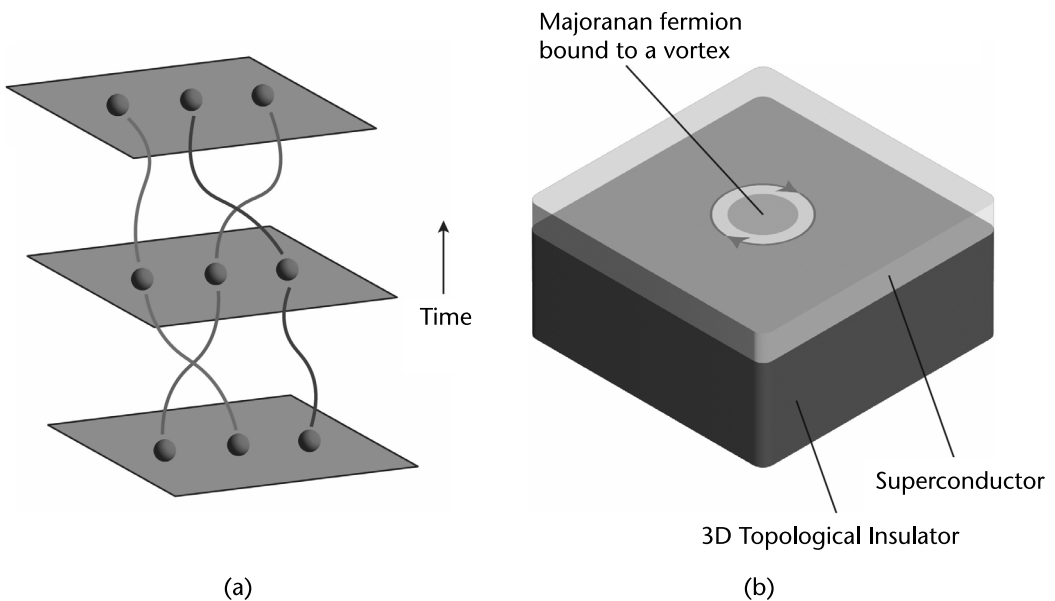 Majoranan fermion
bound to a vortex
Time
Superconductor
3D Topological Insulator
(a)
(b)